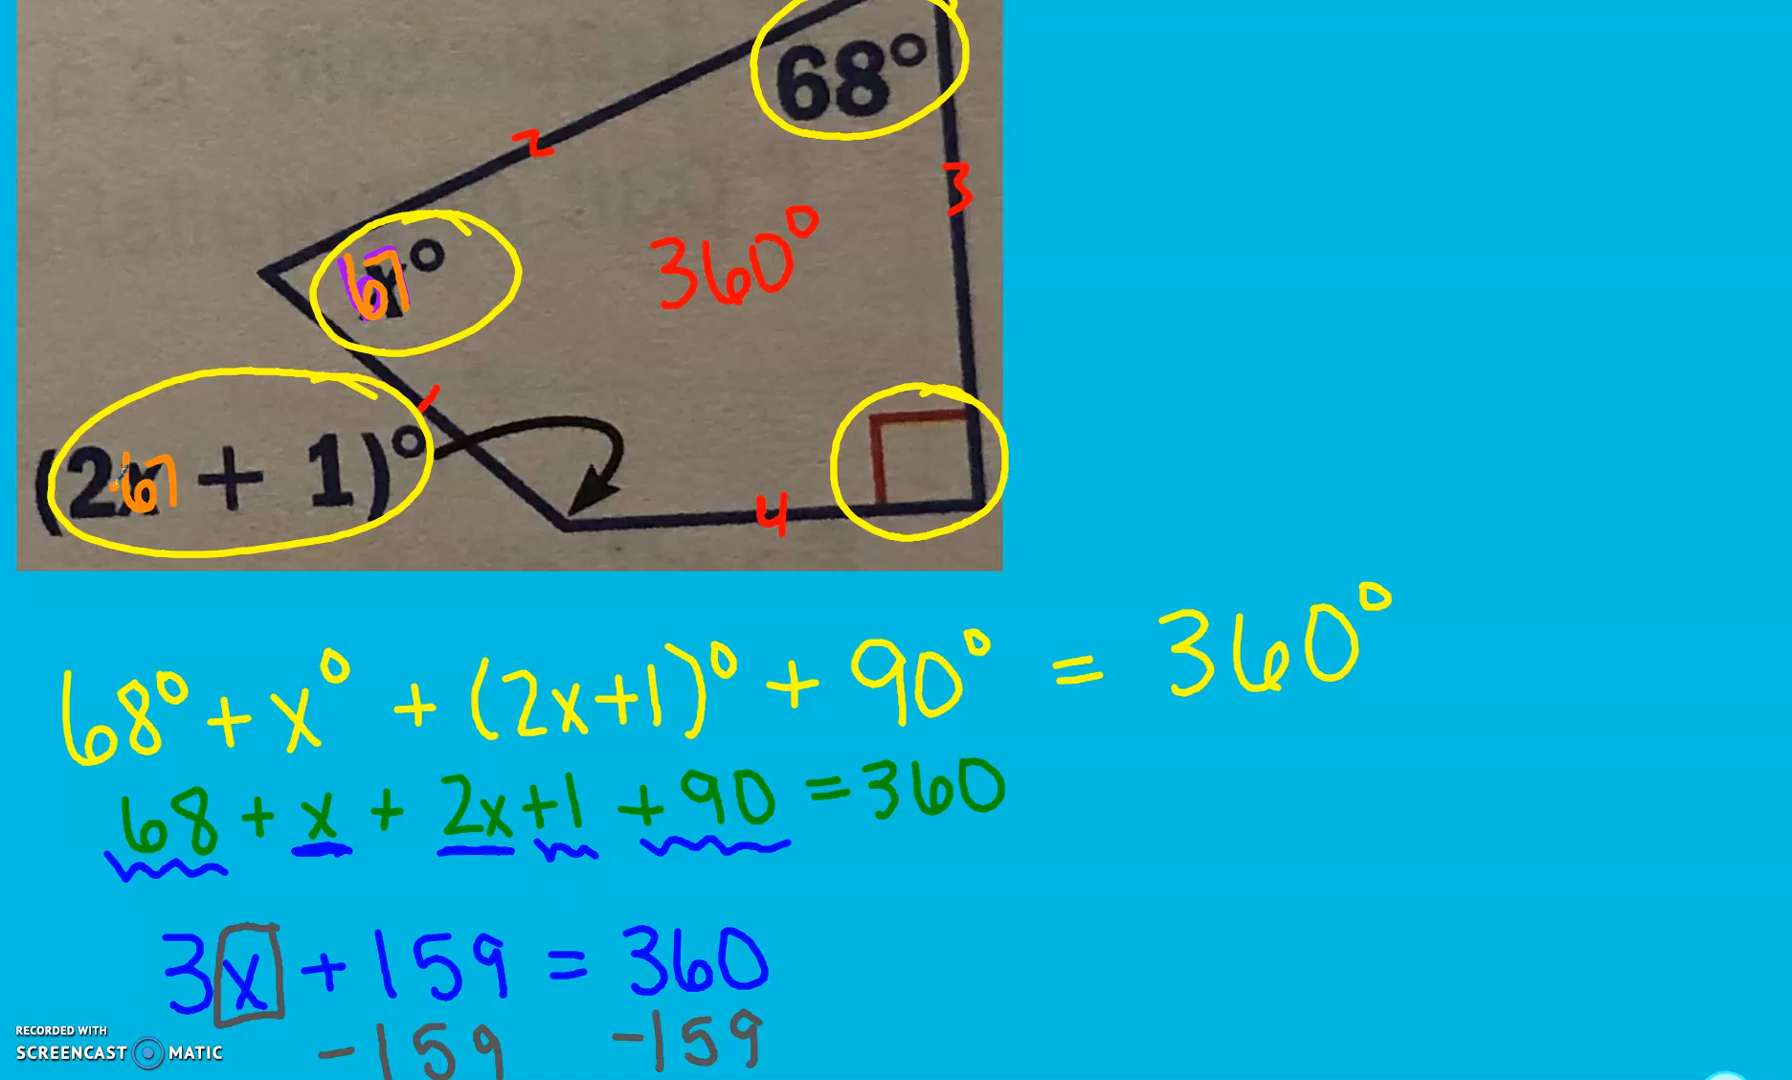 68°
2
3
360°
67°
(2·67 + 1)°
4
68° + x° + (2x+1)° + 90° = 360°
68 + x + 2x +1 + 90 = 360
3x + 159 = 360
-159 -159
RECORDED WITH
SCREENCAST MATIC